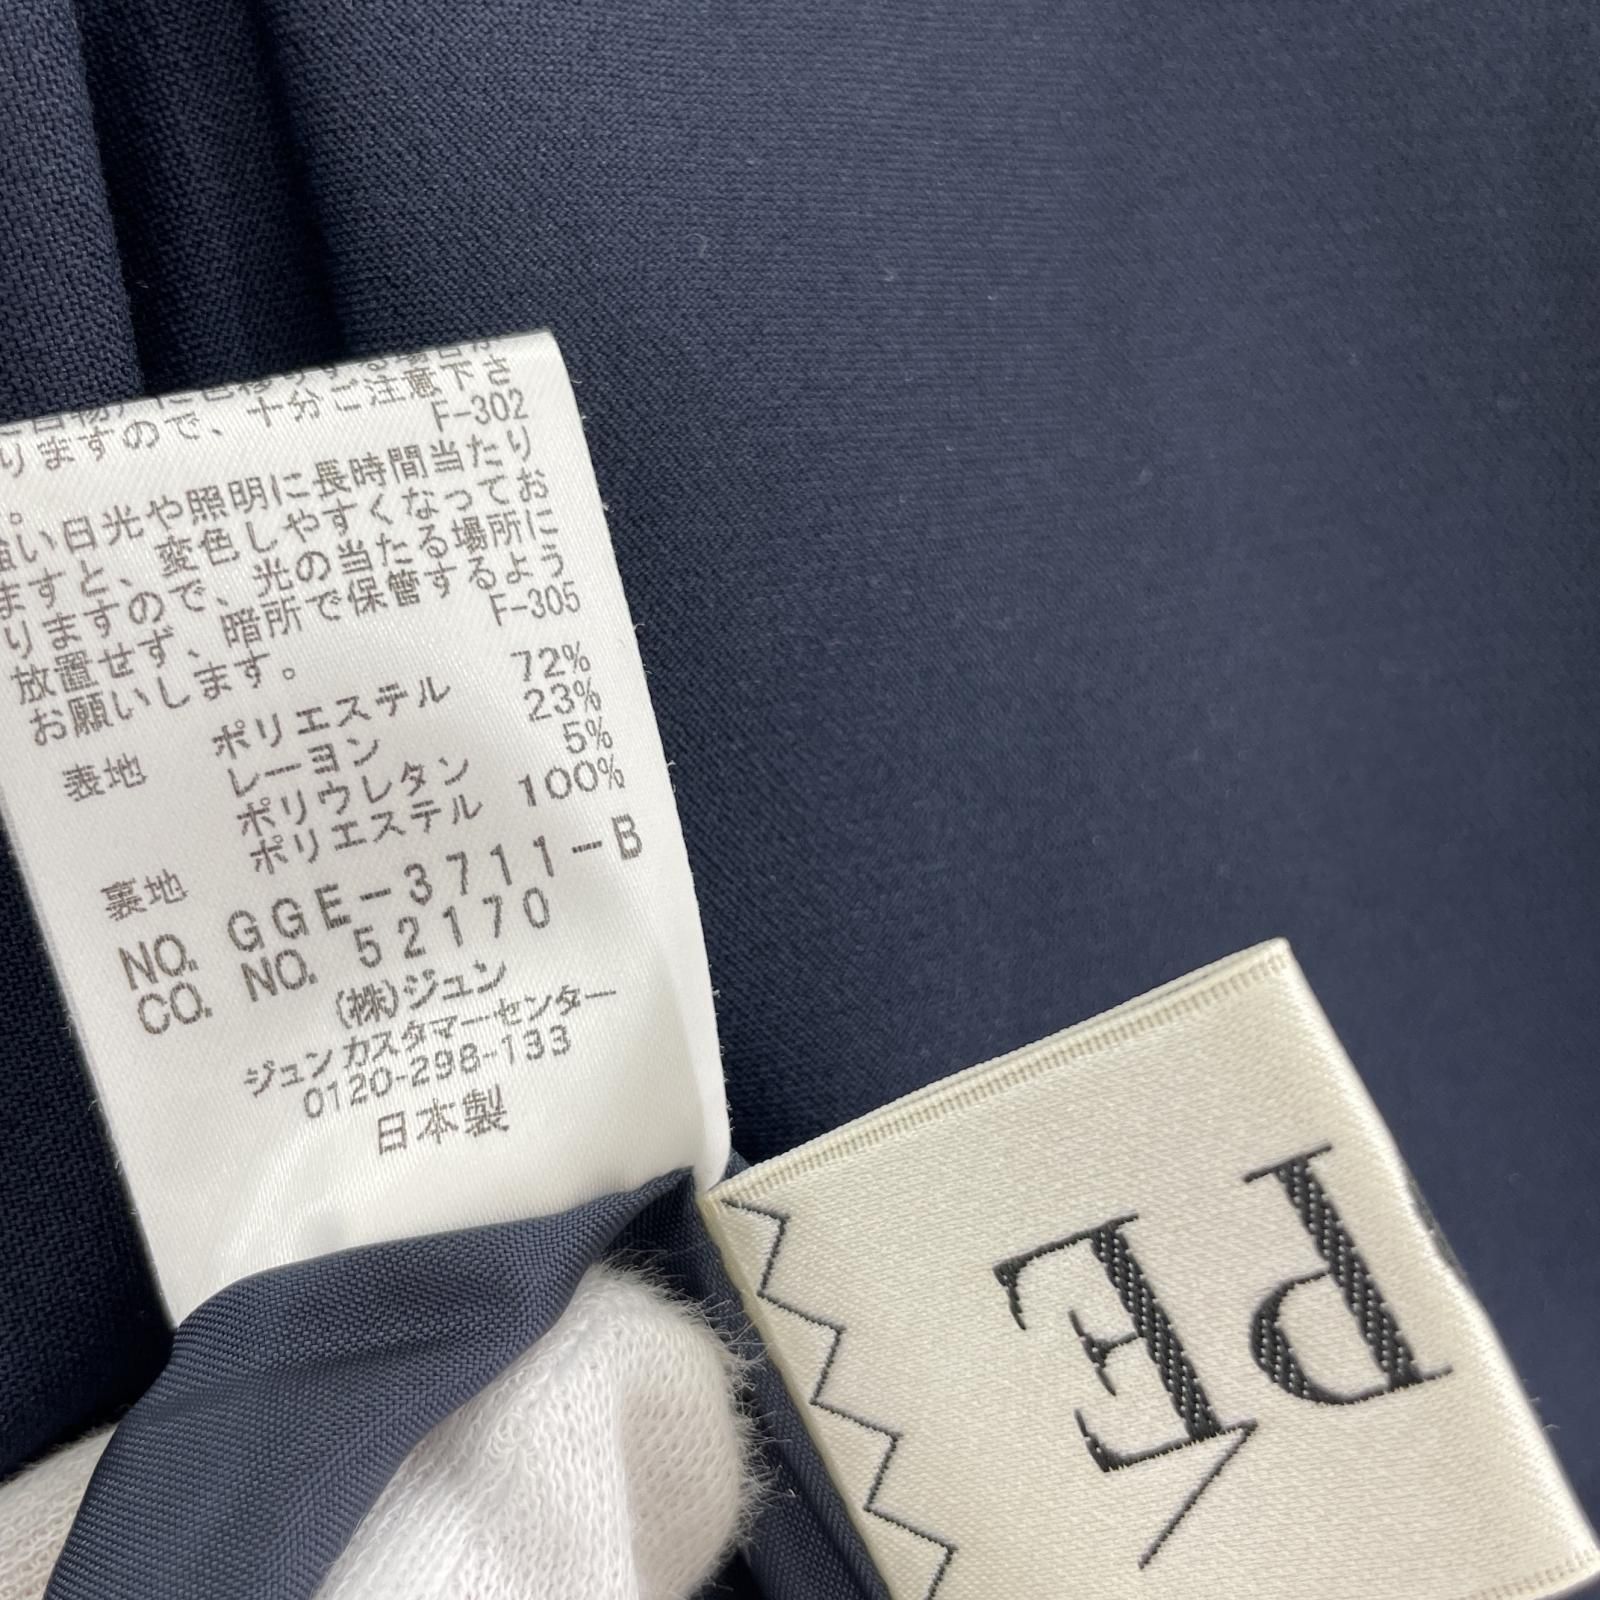 りますので、十分ご注意下さ
F-302
。
強い日光や照明に長時間当たり
ますと、変色しやすくなってお
りますので、光の当たる場所に
放置せず、暗所で保管するよう
お願いします。
F-305
表地 ポリエステル 72%
レーヨン 23%
ポリウレタン 5%
裏地 ポリエステル 100%
NO. GGE-3711-B
CO. NO. 52170
(株)ジュン
ジュンカスタマーセンター
0120-298-133
日本製
PE